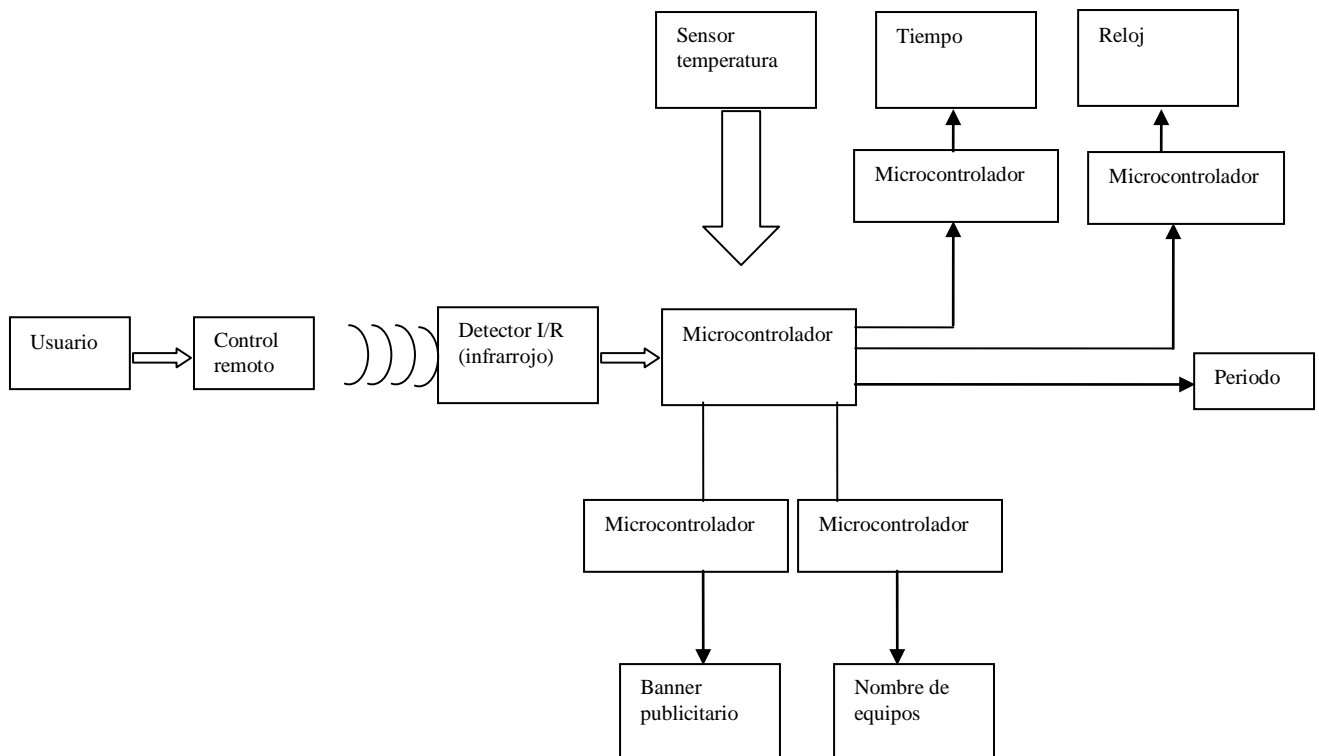 Sensor
temperatura
Tiempo
Reloj
Microcontrolador
Microcontrolador
Usuario
Control
remoto
Detector I/R
(infrarrojo)
Microcontrolador
Periodo
Microcontrolador
Microcontrolador
Banner
publicitario
Nombre de
equipos